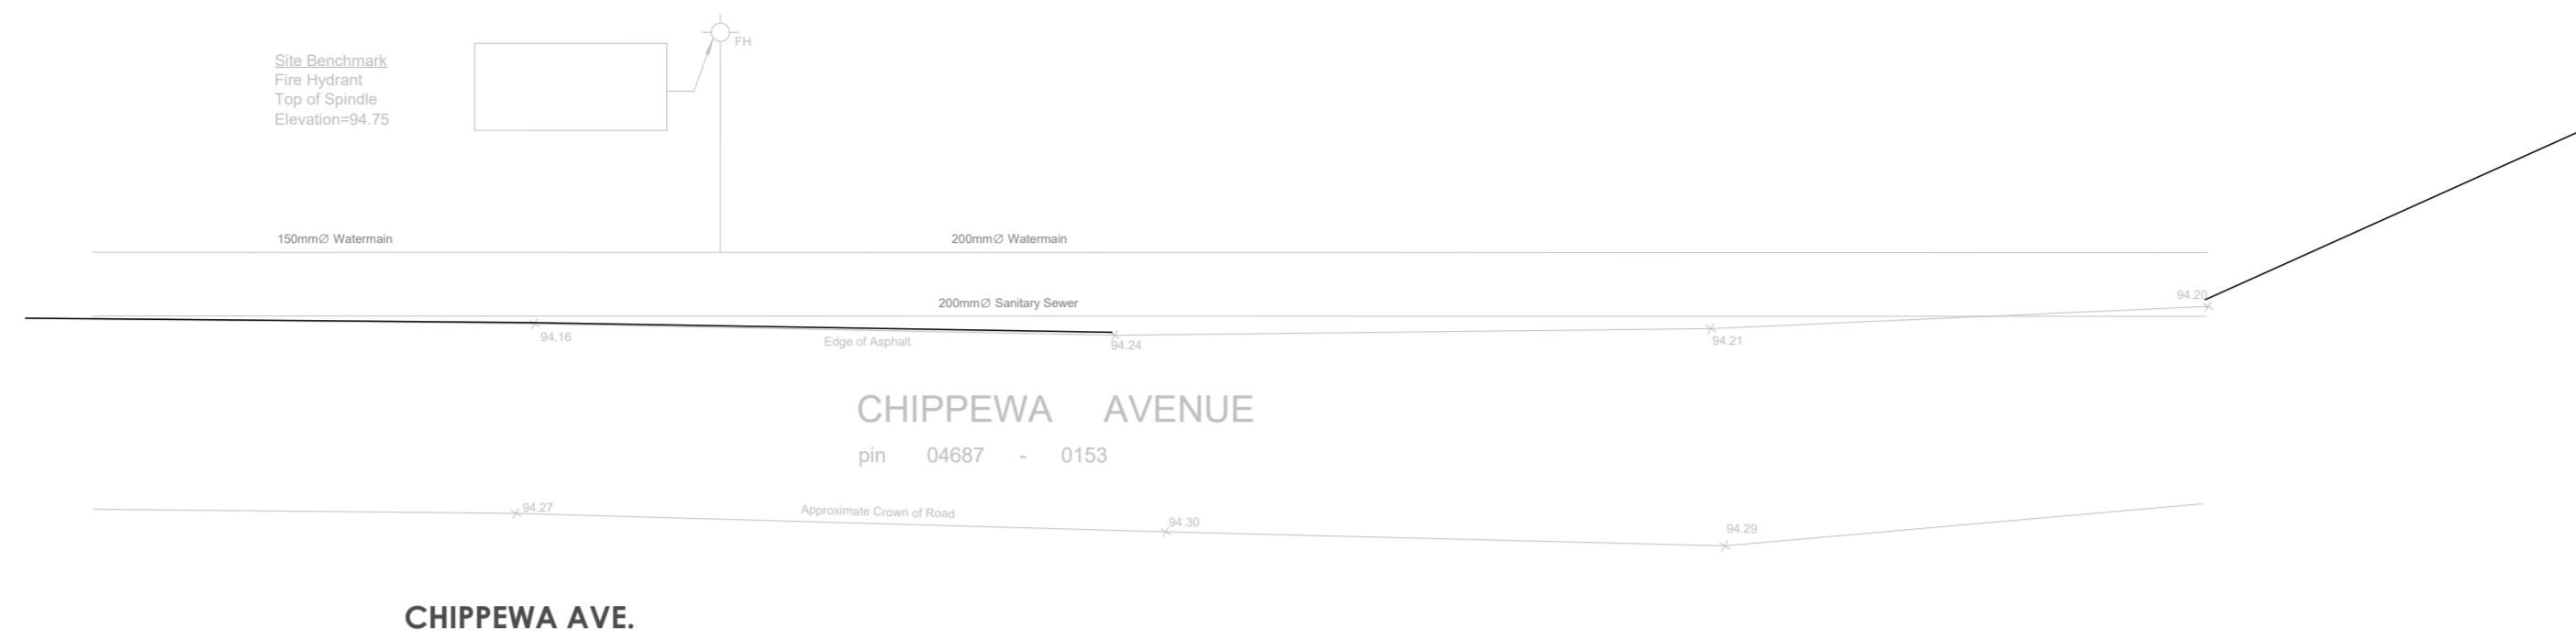 FH
Site Benchmark
Fire Hydrant
Top of Spindle
Elevation=94.75
150mmØ Watermain
200mmØ Watermain
200mmØ Sanitary Sewer
94.20
94.16
Edge of Asphalt
94.24
94.21
CHIPPEWA AVENUE
pin 04687 - 0153
94.27
Approximate Crown of Road
94.30
94.29
CHIPPEWA AVE.